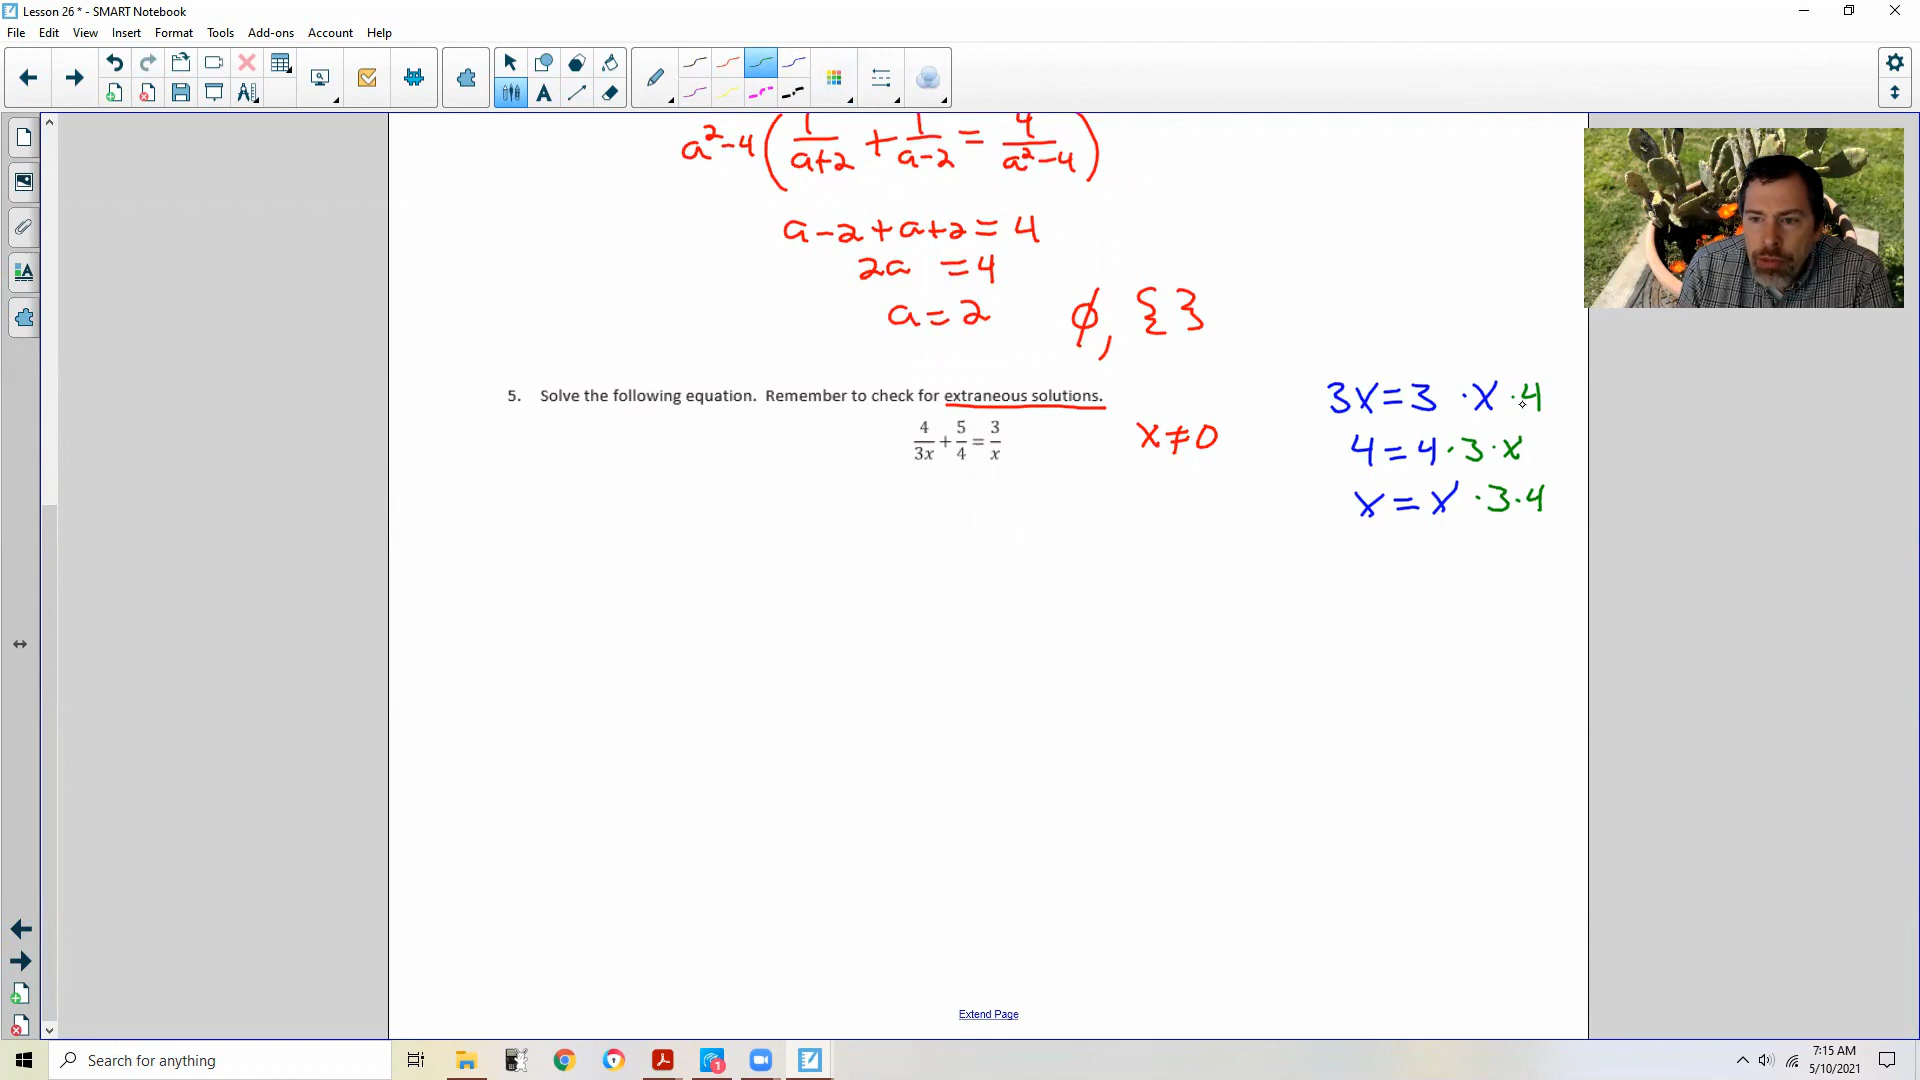 Lesson 26 * - SMART Notebook
File Edit View Insert Format Tools Add-ons Account Help
a²-4 ( 1/(a+2) + 1/(a-2) = 4/(a²-4) )
a-2+a+2 = 4
2a = 4
a = 2 ϕ, { }
5. Solve the following equation. Remember to check for extraneous solutions.
4/3x + 5/4 = 3/x
x ≠ 0
3x = 3 · x · 4
4 = 4 · 3 · x
x = x · 3 · 4
Extend Page
Search for anything
1
7:15 AM
5/10/2021